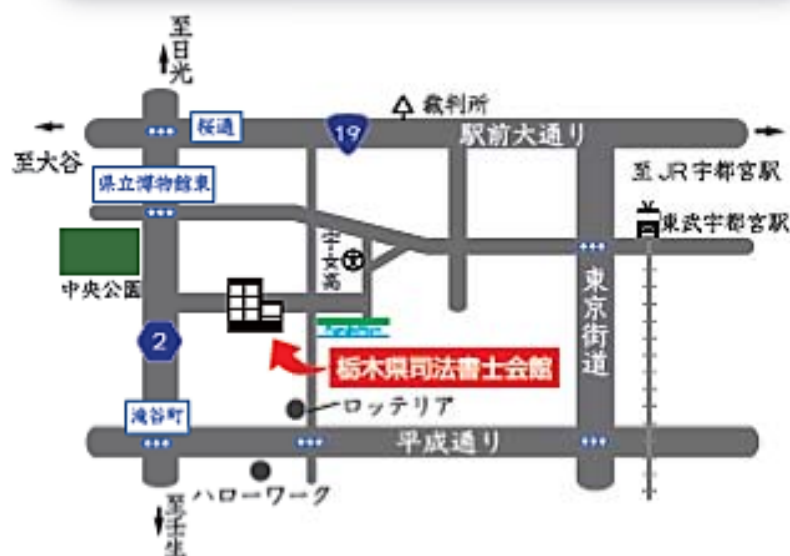 至日光
桜通
19
裁判所
駅前大通り
至大谷
至JR宇都宮駅
県立博物館東
東武宇都宮駅
宇女高
文
中央公園
東京街道
2
FamilyMart
栃木県司法書士会館
滝谷町
ロッテリア
平成通り
ハローワーク
至壬生